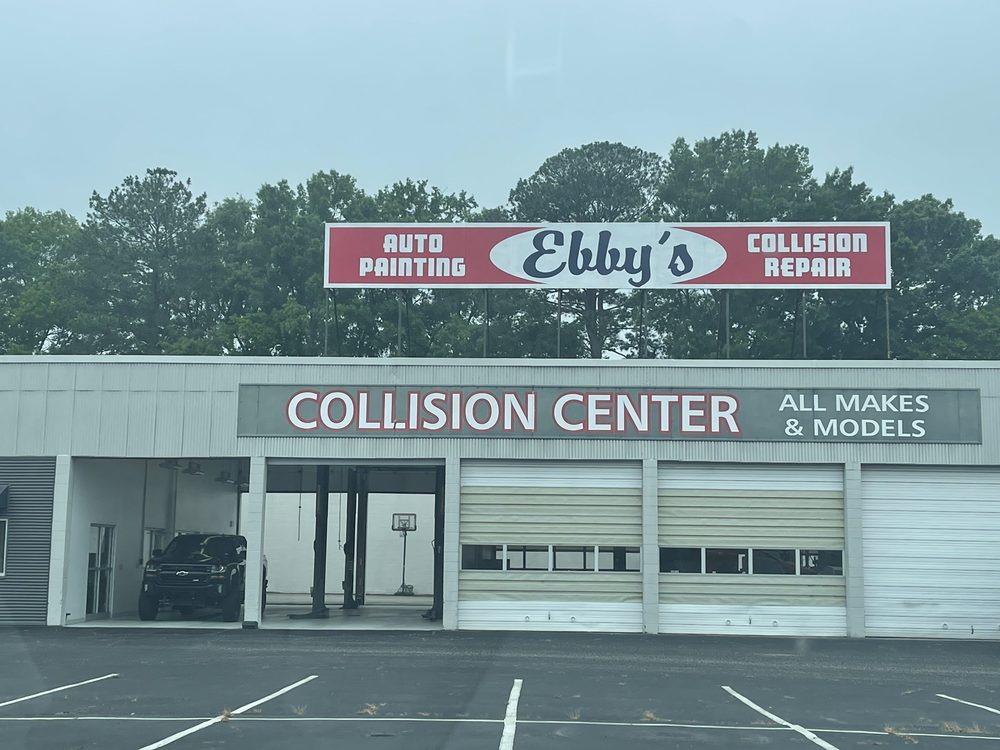 AUTO
PAINTING
Ebby's
COLLISION
REPAIR
COLLISION CENTER
ALL MAKES
& MODELS